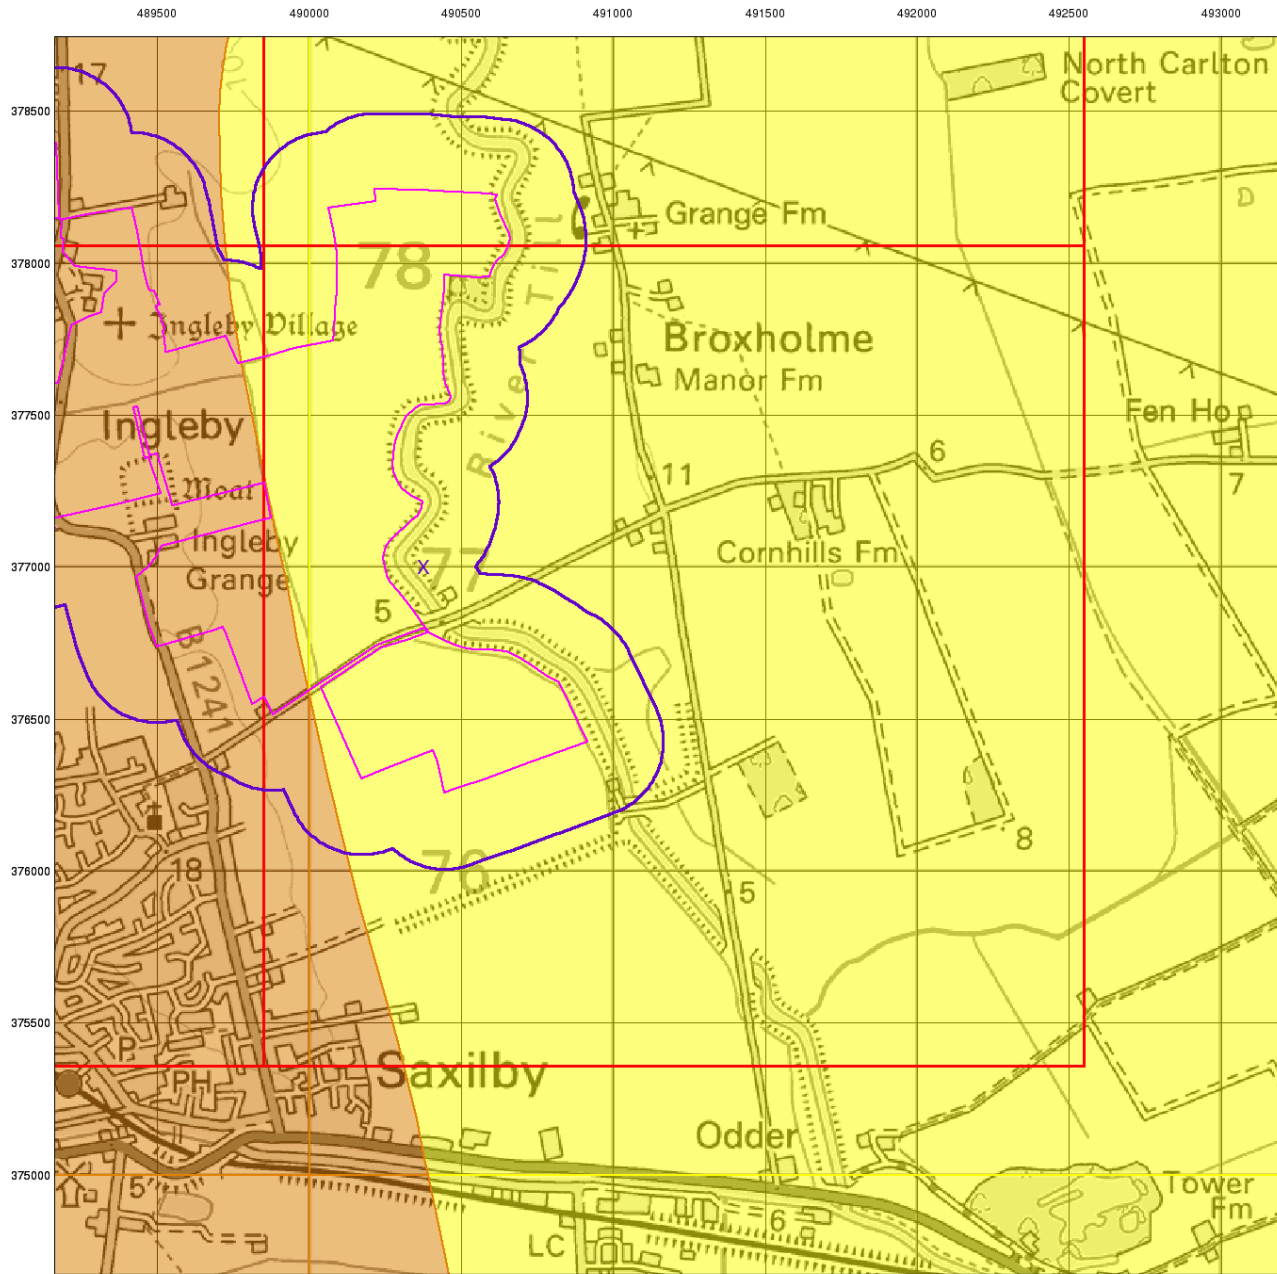 489500 490000 490500 491000 491500 492000 492500 493000
378500
378000
377500
377000
376500
376000
375500
375000
17
10
North Carlton
Covert
Grange Fm
78
River Till
Ingleby Village
Broxholme
Manor Fm
Fen Ho
Ingleby
6
11
7
Moat
Ingleby
Grange
Cornhills Fm
77
X
5
B 1241
8
18
76
5
P
PH
Saxilby
Odder
5
Tower
Fm
6
LC